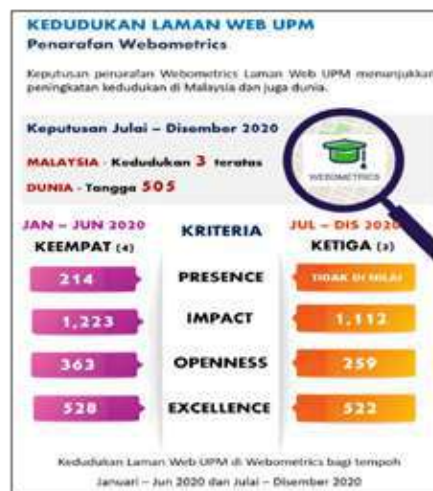 KEDUDUKAN LAMAN WEB UPM
Penarafan Webometrics
Keputusan penarafan Webometrics Laman Web UPM menunjukkan
peningkatan kedudukan di Malaysia dan juga dunia.
Keputusan Julai – Disember 2020
MALAYSIA - Kedudukan 3 teratas
DUNIA - Tangga 505
WEBOMETRICS
JAN – JUN 2020 KRITERIA JUL – DIS 2020
KEEMPAT (4) KETIGA (3)
214 PRESENCE TIDAK DI NILAI
1,223 IMPACT 1,112
363 OPENNESS 259
528 EXCELLENCE 522
Kedudukan Laman Web UPM di Webometrics bagi tempoh
Januari – Jun 2020 dan Julai – Disember 2020